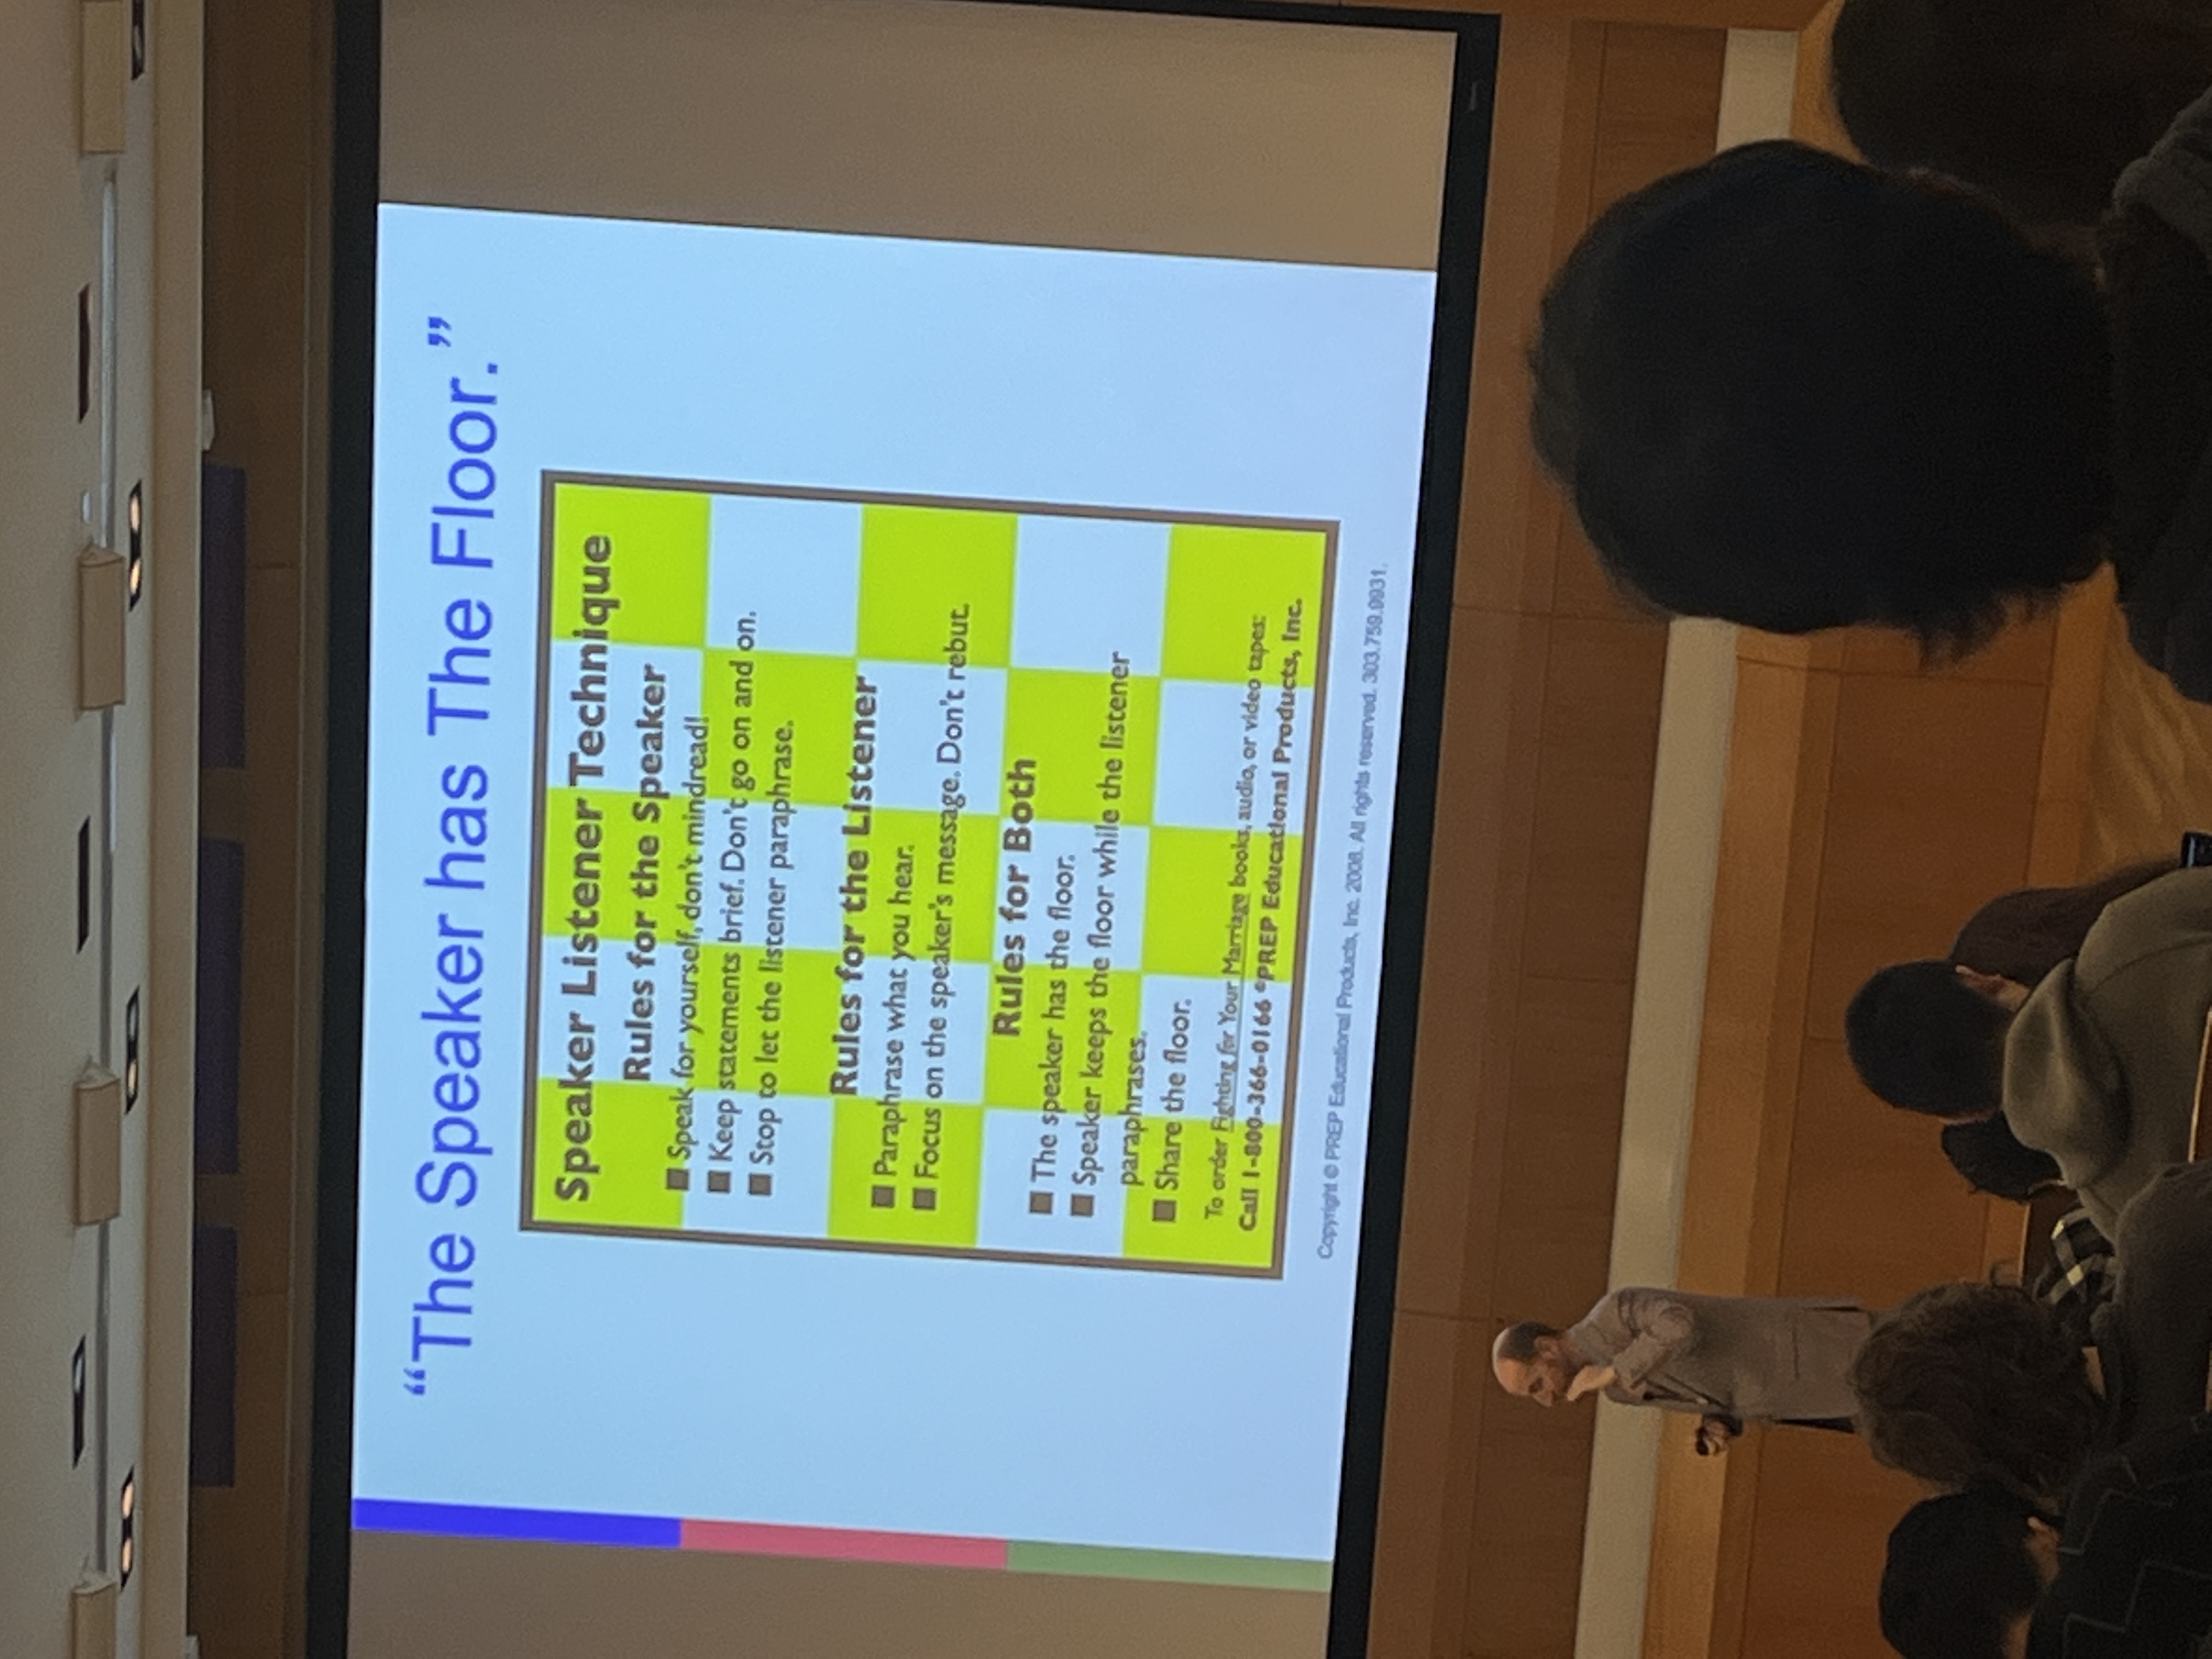 “The Speaker has The Floor.”
Speaker Listener Technique
Rules for the Speaker
■ Speak for yourself, don't mindread!
■ Keep statements brief. Don't go on and on.
■ Stop to let the listener paraphrase.
Rules for the Listener
■ Paraphrase what you hear.
■ Focus on the speaker's message. Don't rebut.
Rules for Both
■ The speaker has the floor.
■ Speaker keeps the floor while the listener
paraphrases.
■ Share the floor.
To order Fighting for Your Marriage books, audio, or video tapes:
Call 1-800-366-0166 ©PREP Educational Products, Inc.
Copyright © PREP Educational Products, Inc. 2008. All rights reserved. 303.759.9931.